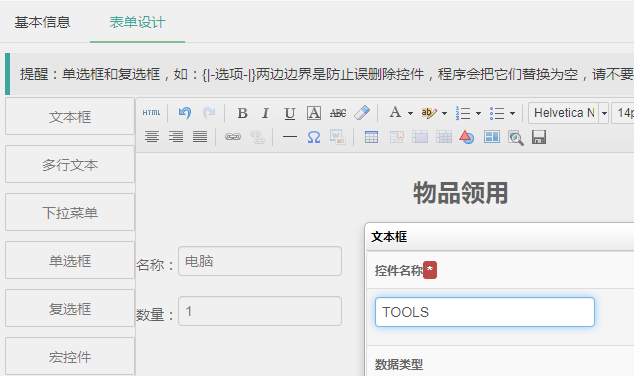 基本信息 表单设计
提醒：单选框和复选框，如：{|-选项-|}两边边界是防止误删除控件，程序会把它们替换为空，请不要
文本框
多行文本
下拉菜单
单选框
复选框
宏控件
HTML B I U A ABC A ab Helvetica N 14p
物品领用
名称：电脑
数量：1
文本框
控件名称*
TOOLS
数据类型